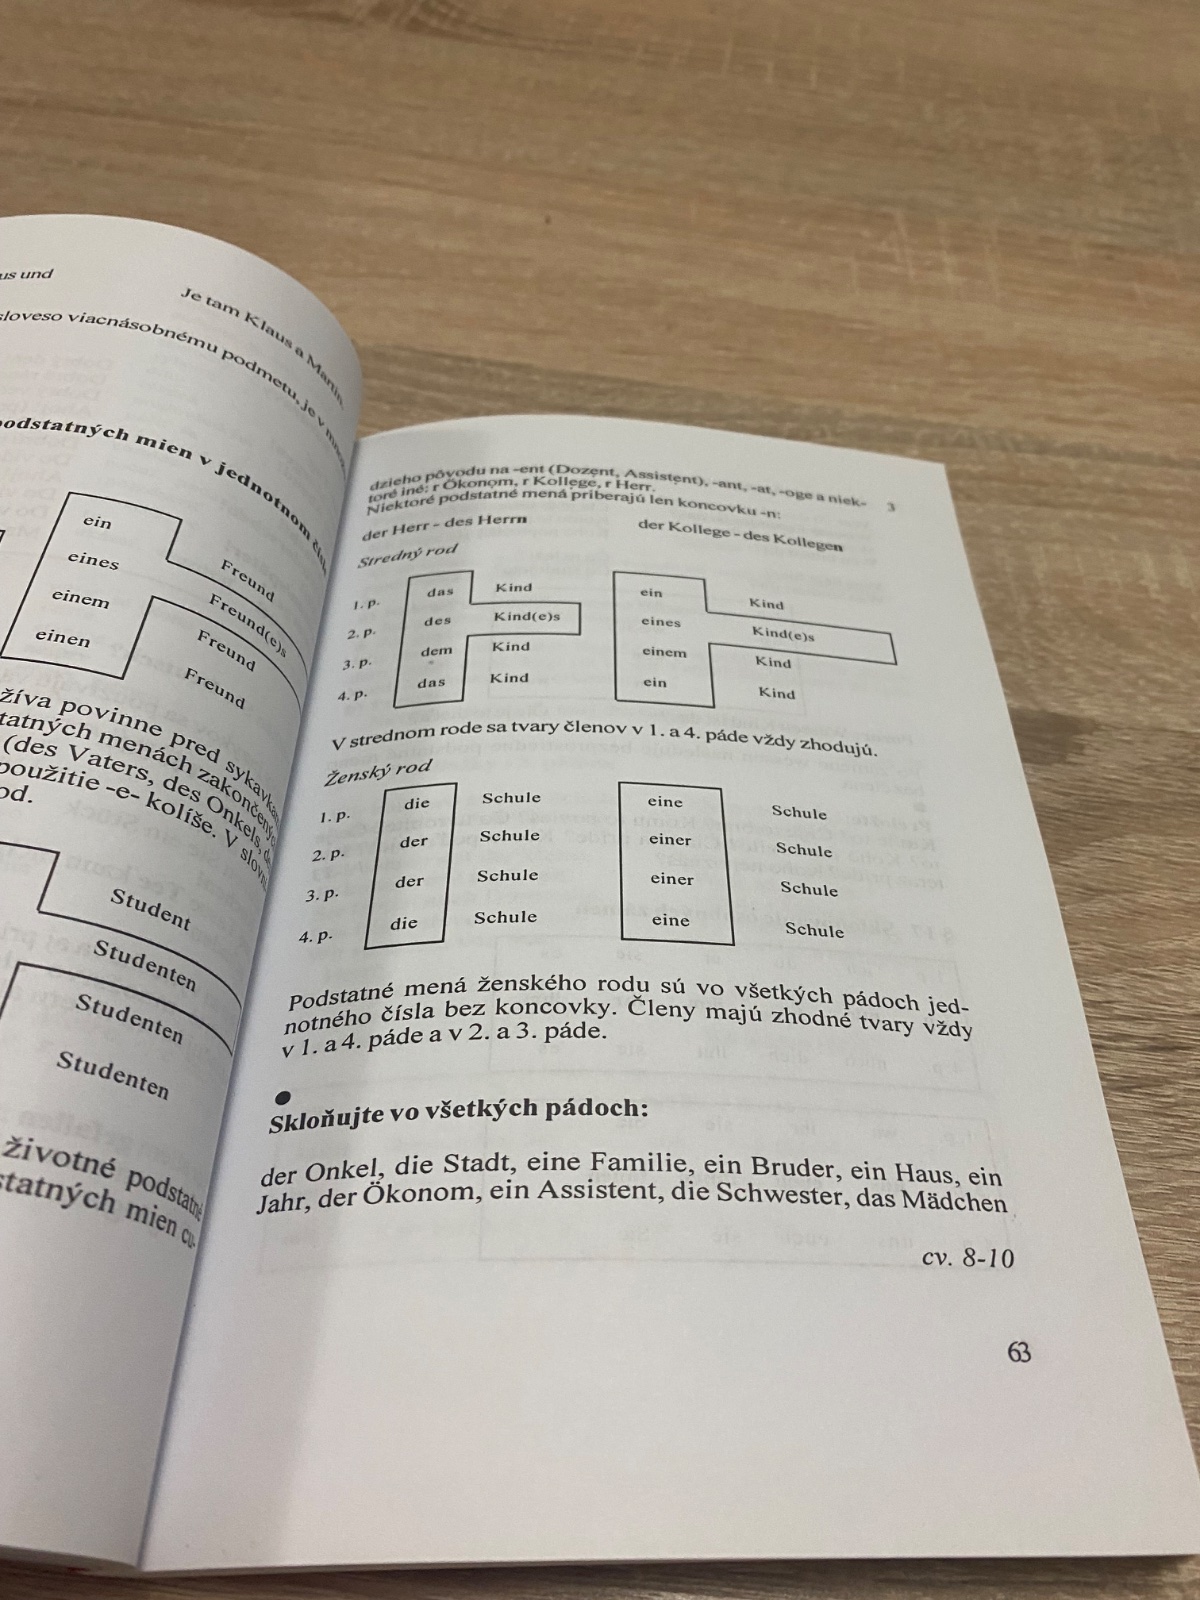 us und
Je tam Klaus a Martin.
sloveso viacnásobnému podmetu, je v
podstatných mien v jednotnom
ein
Freund
eines
Freund(e)s
einem
Freund
einen
Freund
žíva povinne pred sykavkami
tatných menách zakončených
(des Vaters, des Onkels, de
použitie -e- kolíše. V
od.
Student
Studenten
Studenten
Studenten
životné podstatné
statných mien cu-
dzieho pôvodu na -ent (Dozent, Assistent), -ant, -at, -oge a niek-
3
toré iné: r Ökonom, r Kollege, r Herr.
Niektoré podstatné mená priberajú len koncovku -n:
der Herr - des Herrn der Kollege - des Kollegen
Stredný rod
1. p. das Kind ein Kind
2. p. des Kind(e)s eines Kind(e)s
3. p. dem Kind einem Kind
4. p. das Kind ein Kind
V strednom rode sa tvary členov v 1. a 4. páde vždy zhodujú.
Ženský rod
1. p. die Schule eine Schule
2. p. der Schule einer Schule
3. p. der Schule einer Schule
4. p. die Schule eine Schule
Podstatné mená ženského rodu sú vo všetkých pádoch jed-
notného čísla bez koncovky. Členy majú zhodné tvary vždy
v 1. a 4. páde a v 2. a 3. páde.
Skloňujte vo všetkých pádoch:
der Onkel, die Stadt, eine Familie, ein Bruder, ein Haus, ein
Jahr, der Ökonom, ein Assistent, die Schwester, das Mädchen
cv. 8-10
63